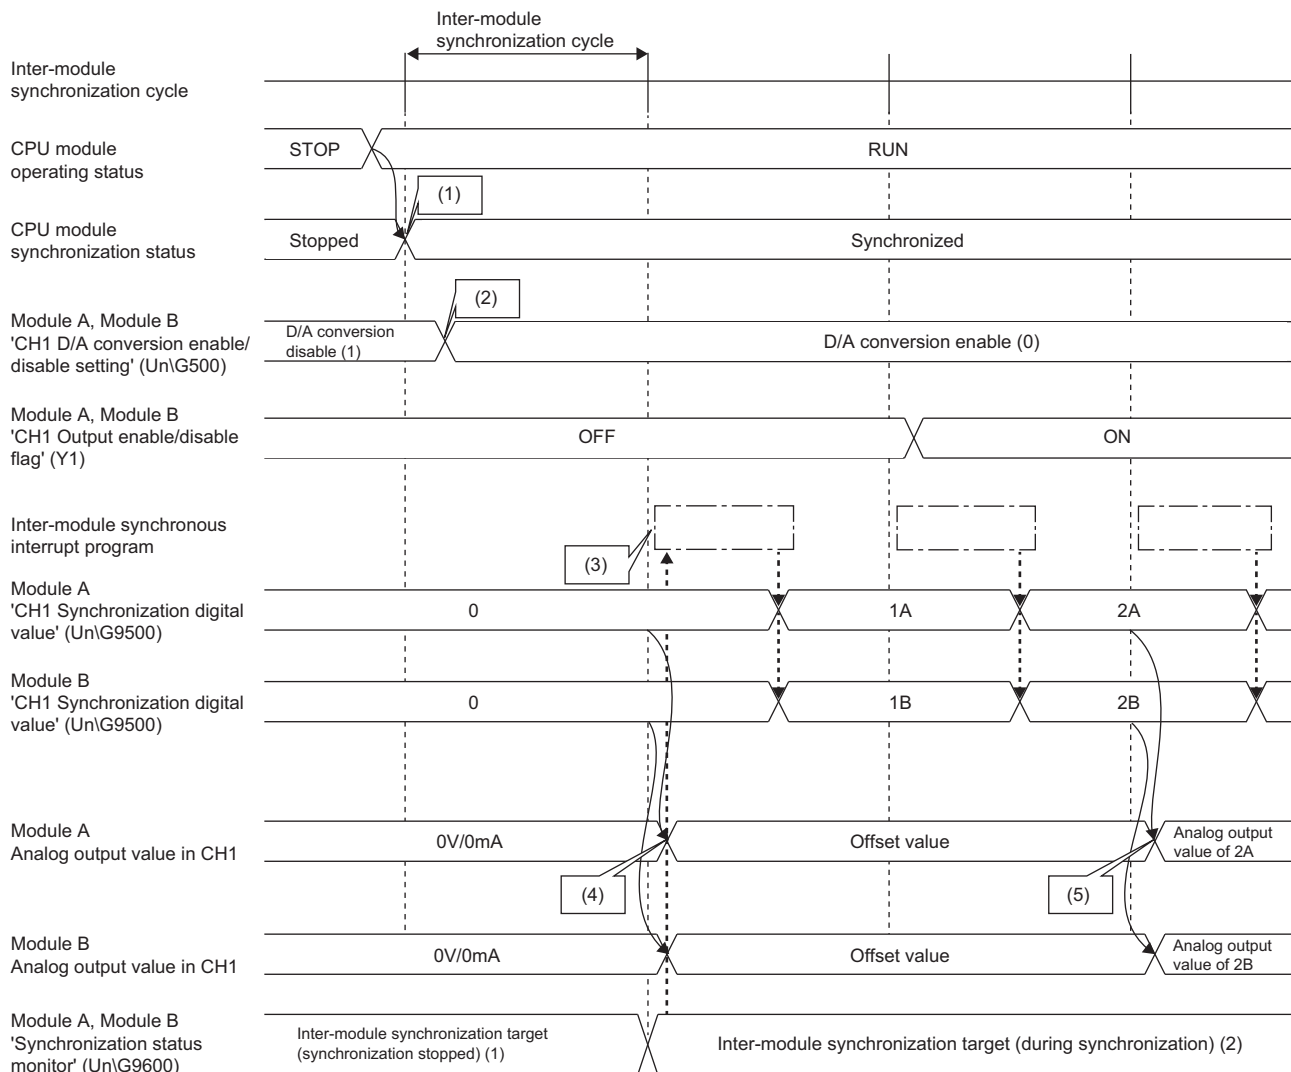 Inter-module
synchronization cycle
Inter-module
synchronization cycle
CPU module
operating status
STOP
RUN
(1)
CPU module
synchronization status
Stopped
Synchronized
(2)
Module A, Module B
'CH1 D/A conversion enable/
disable setting' (Un\G500)
D/A conversion
disable (1)
D/A conversion enable (0)
Module A, Module B
'CH1 Output enable/disable
flag' (Y1)
OFF
ON
Inter-module synchronous
interrupt program
(3)
Module A
'CH1 Synchronization digital
value' (Un\G9500)
0
1A
2A
Module B
'CH1 Synchronization digital
value' (Un\G9500)
0
1B
2B
Module A
Analog output value in CH1
0V/0mA
Offset value
Analog output
value of 2A
(4)
(5)
Module B
Analog output value in CH1
0V/0mA
Offset value
Analog output
value of 2B
Module A, Module B
'Synchronization status
monitor' (Un\G9600)
Inter-module synchronization target
(synchronization stopped) (1)
Inter-module synchronization target (during synchronization) (2)